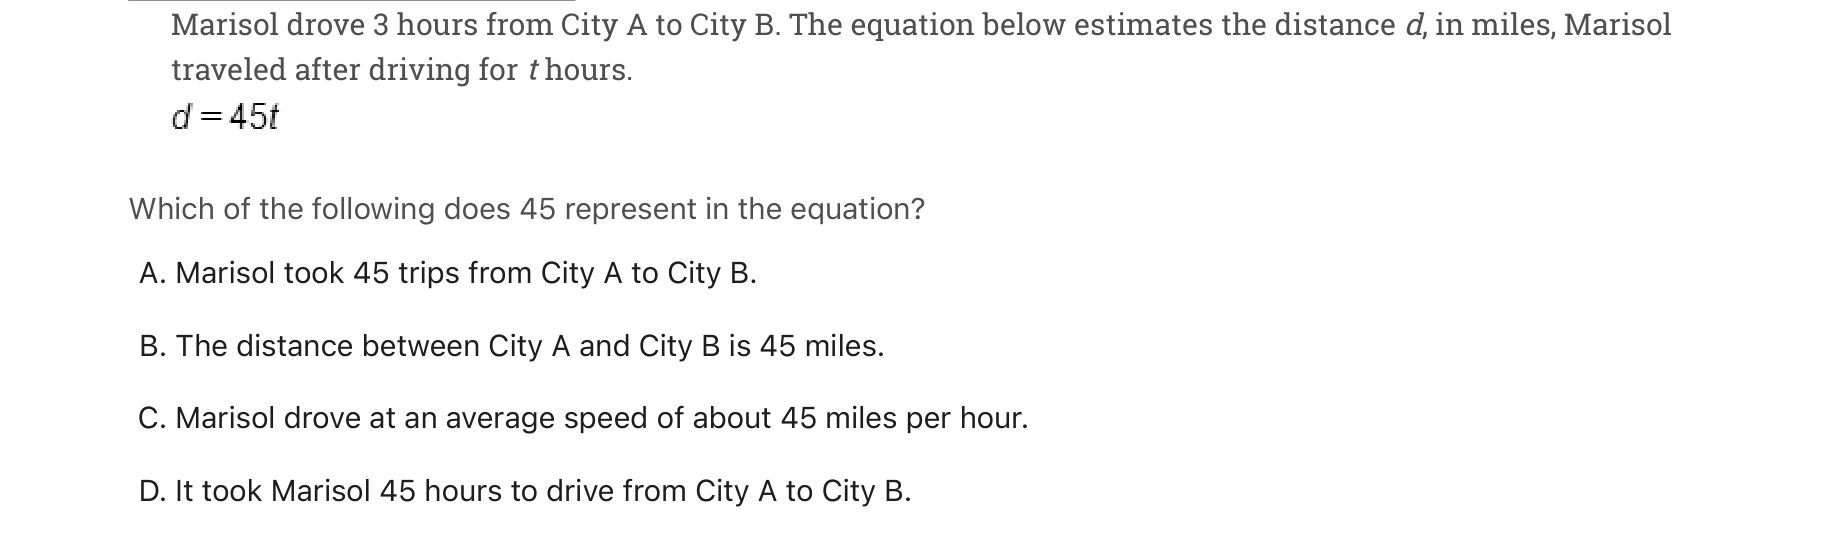 Marisol drove 3 hours from City A to City B. The equation below estimates the distance d, in miles, Marisol
traveled after driving for t hours.
d = 45t
Which of the following does 45 represent in the equation?
A. Marisol took 45 trips from City A to City B.
B. The distance between City A and City B is 45 miles.
C. Marisol drove at an average speed of about 45 miles per hour.
D. It took Marisol 45 hours to drive from City A to City B.